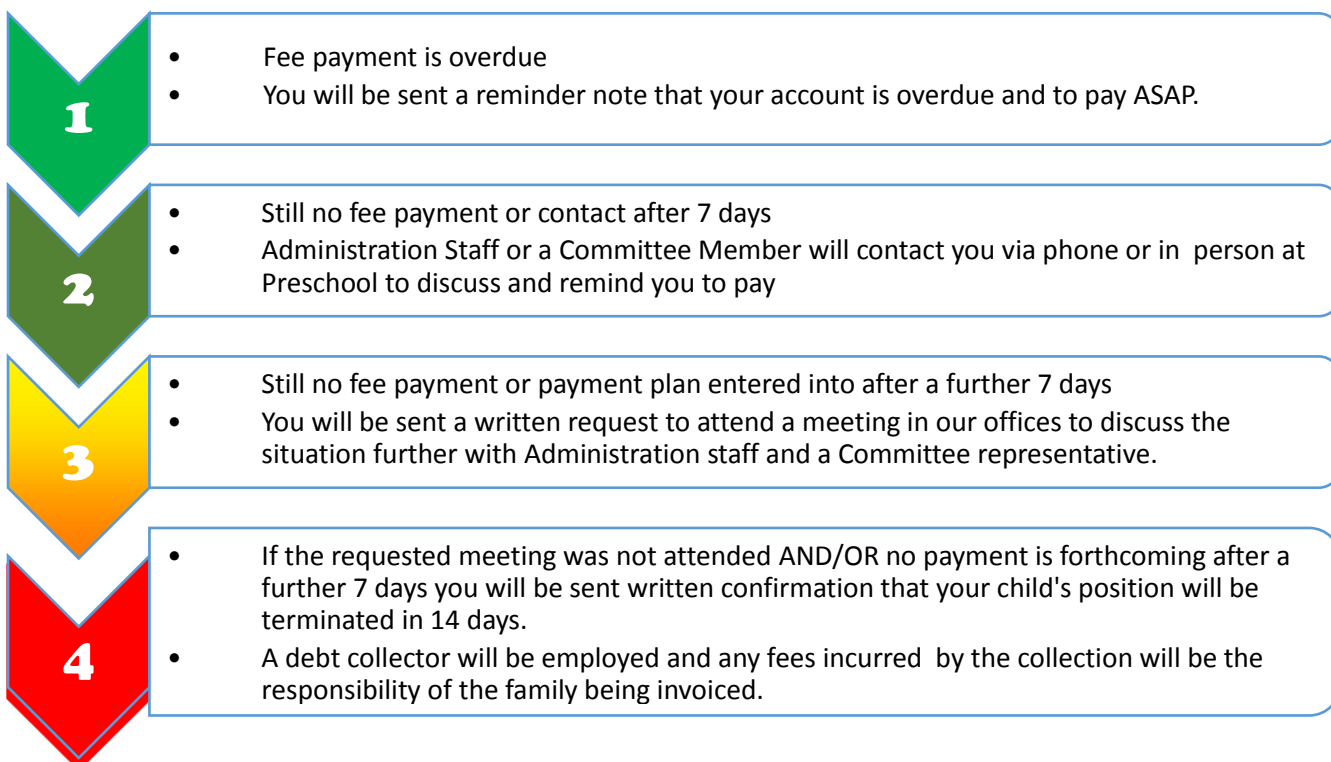 1
• Fee payment is overdue
• You will be sent a reminder note that your account is overdue and to pay ASAP.
2
• Still no fee payment or contact after 7 days
• Administration Staff or a Committee Member will contact you via phone or in  person at
Preschool to discuss and remind you to pay
3
• Still no fee payment or payment plan entered into after a further 7 days
• You will be sent a written request to attend a meeting in our offices to discuss the
situation further with Administration staff and a Committee representative.
4
• If the requested meeting was not attended AND/OR no payment is forthcoming after a
further 7 days you will be sent written confirmation that your child's position will be
terminated in 14 days.
• A debt collector will be employed and any fees incurred  by the collection will be the
responsibility of the family being invoiced.